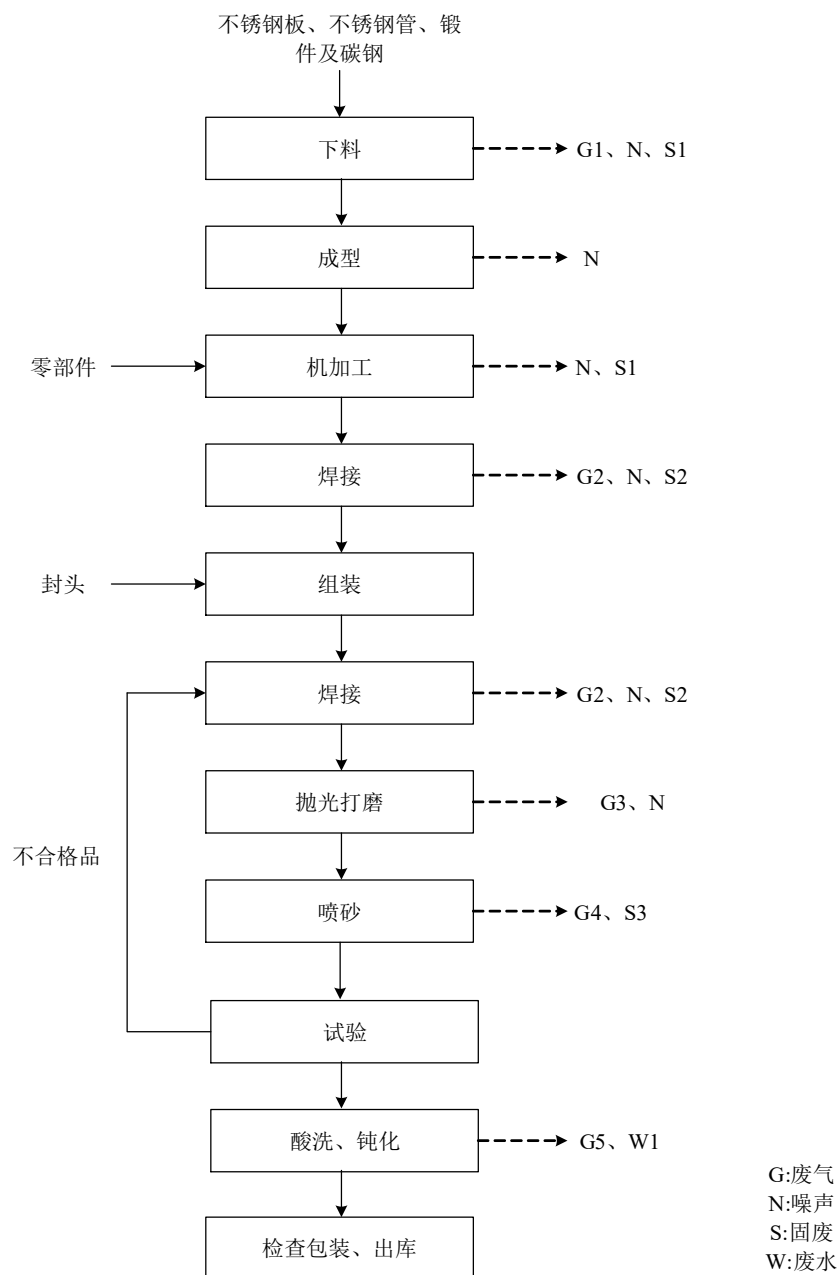 不锈钢板、不锈钢管、锻
件及碳钢
下料
G1、N、S1
成型
N
零部件
机加工
N、S1
焊接
G2、N、S2
封头
组装
焊接
G2、N、S2
抛光打磨
G3、N
不合格品
喷砂
G4、S3
试验
酸洗、钝化
G5、W1
检查包装、出库
G:废气
N:噪声
S:固废
W:废水